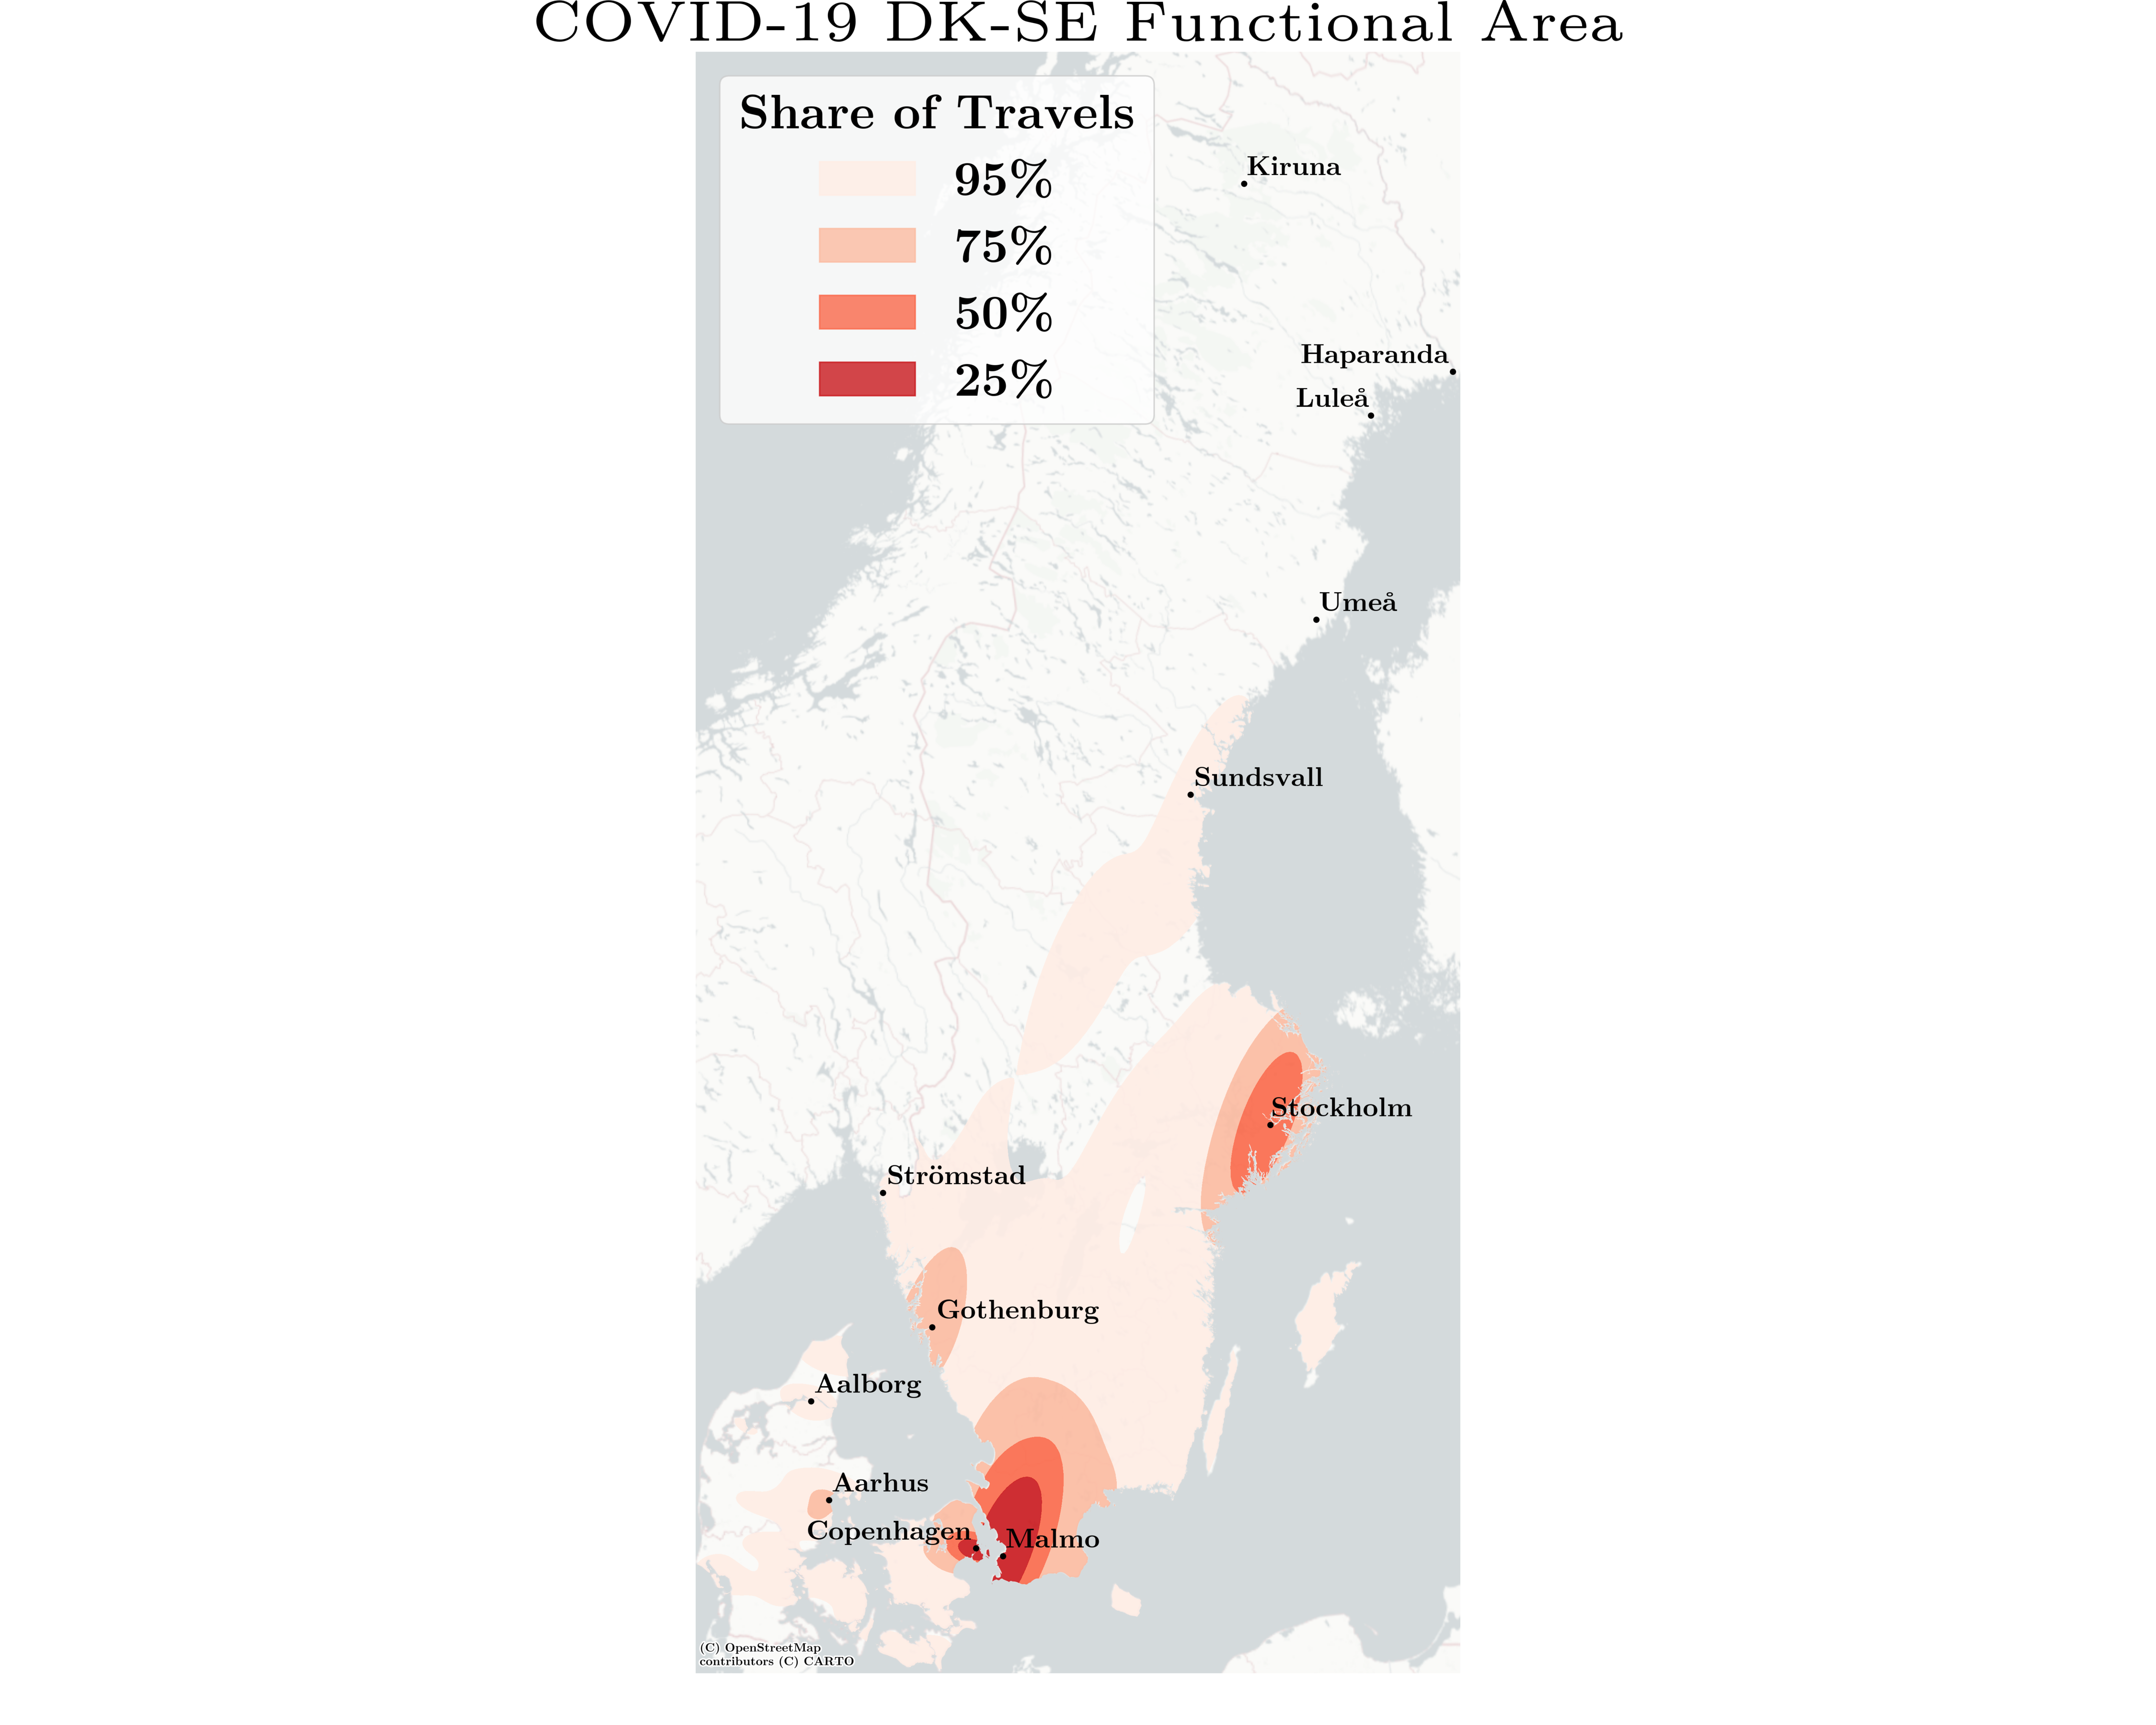 COVID-19 DK-SE Functional Area
Share of Travels
95%
75%
50%
25%
Kiruna
Haparanda
Luleå
Umeå
Sundsvall
Stockholm
Strömstad
Gothenburg
Aalborg
Aarhus
Copenhagen
Malmo
(C) OpenStreetMap
contributors (C) CARTO